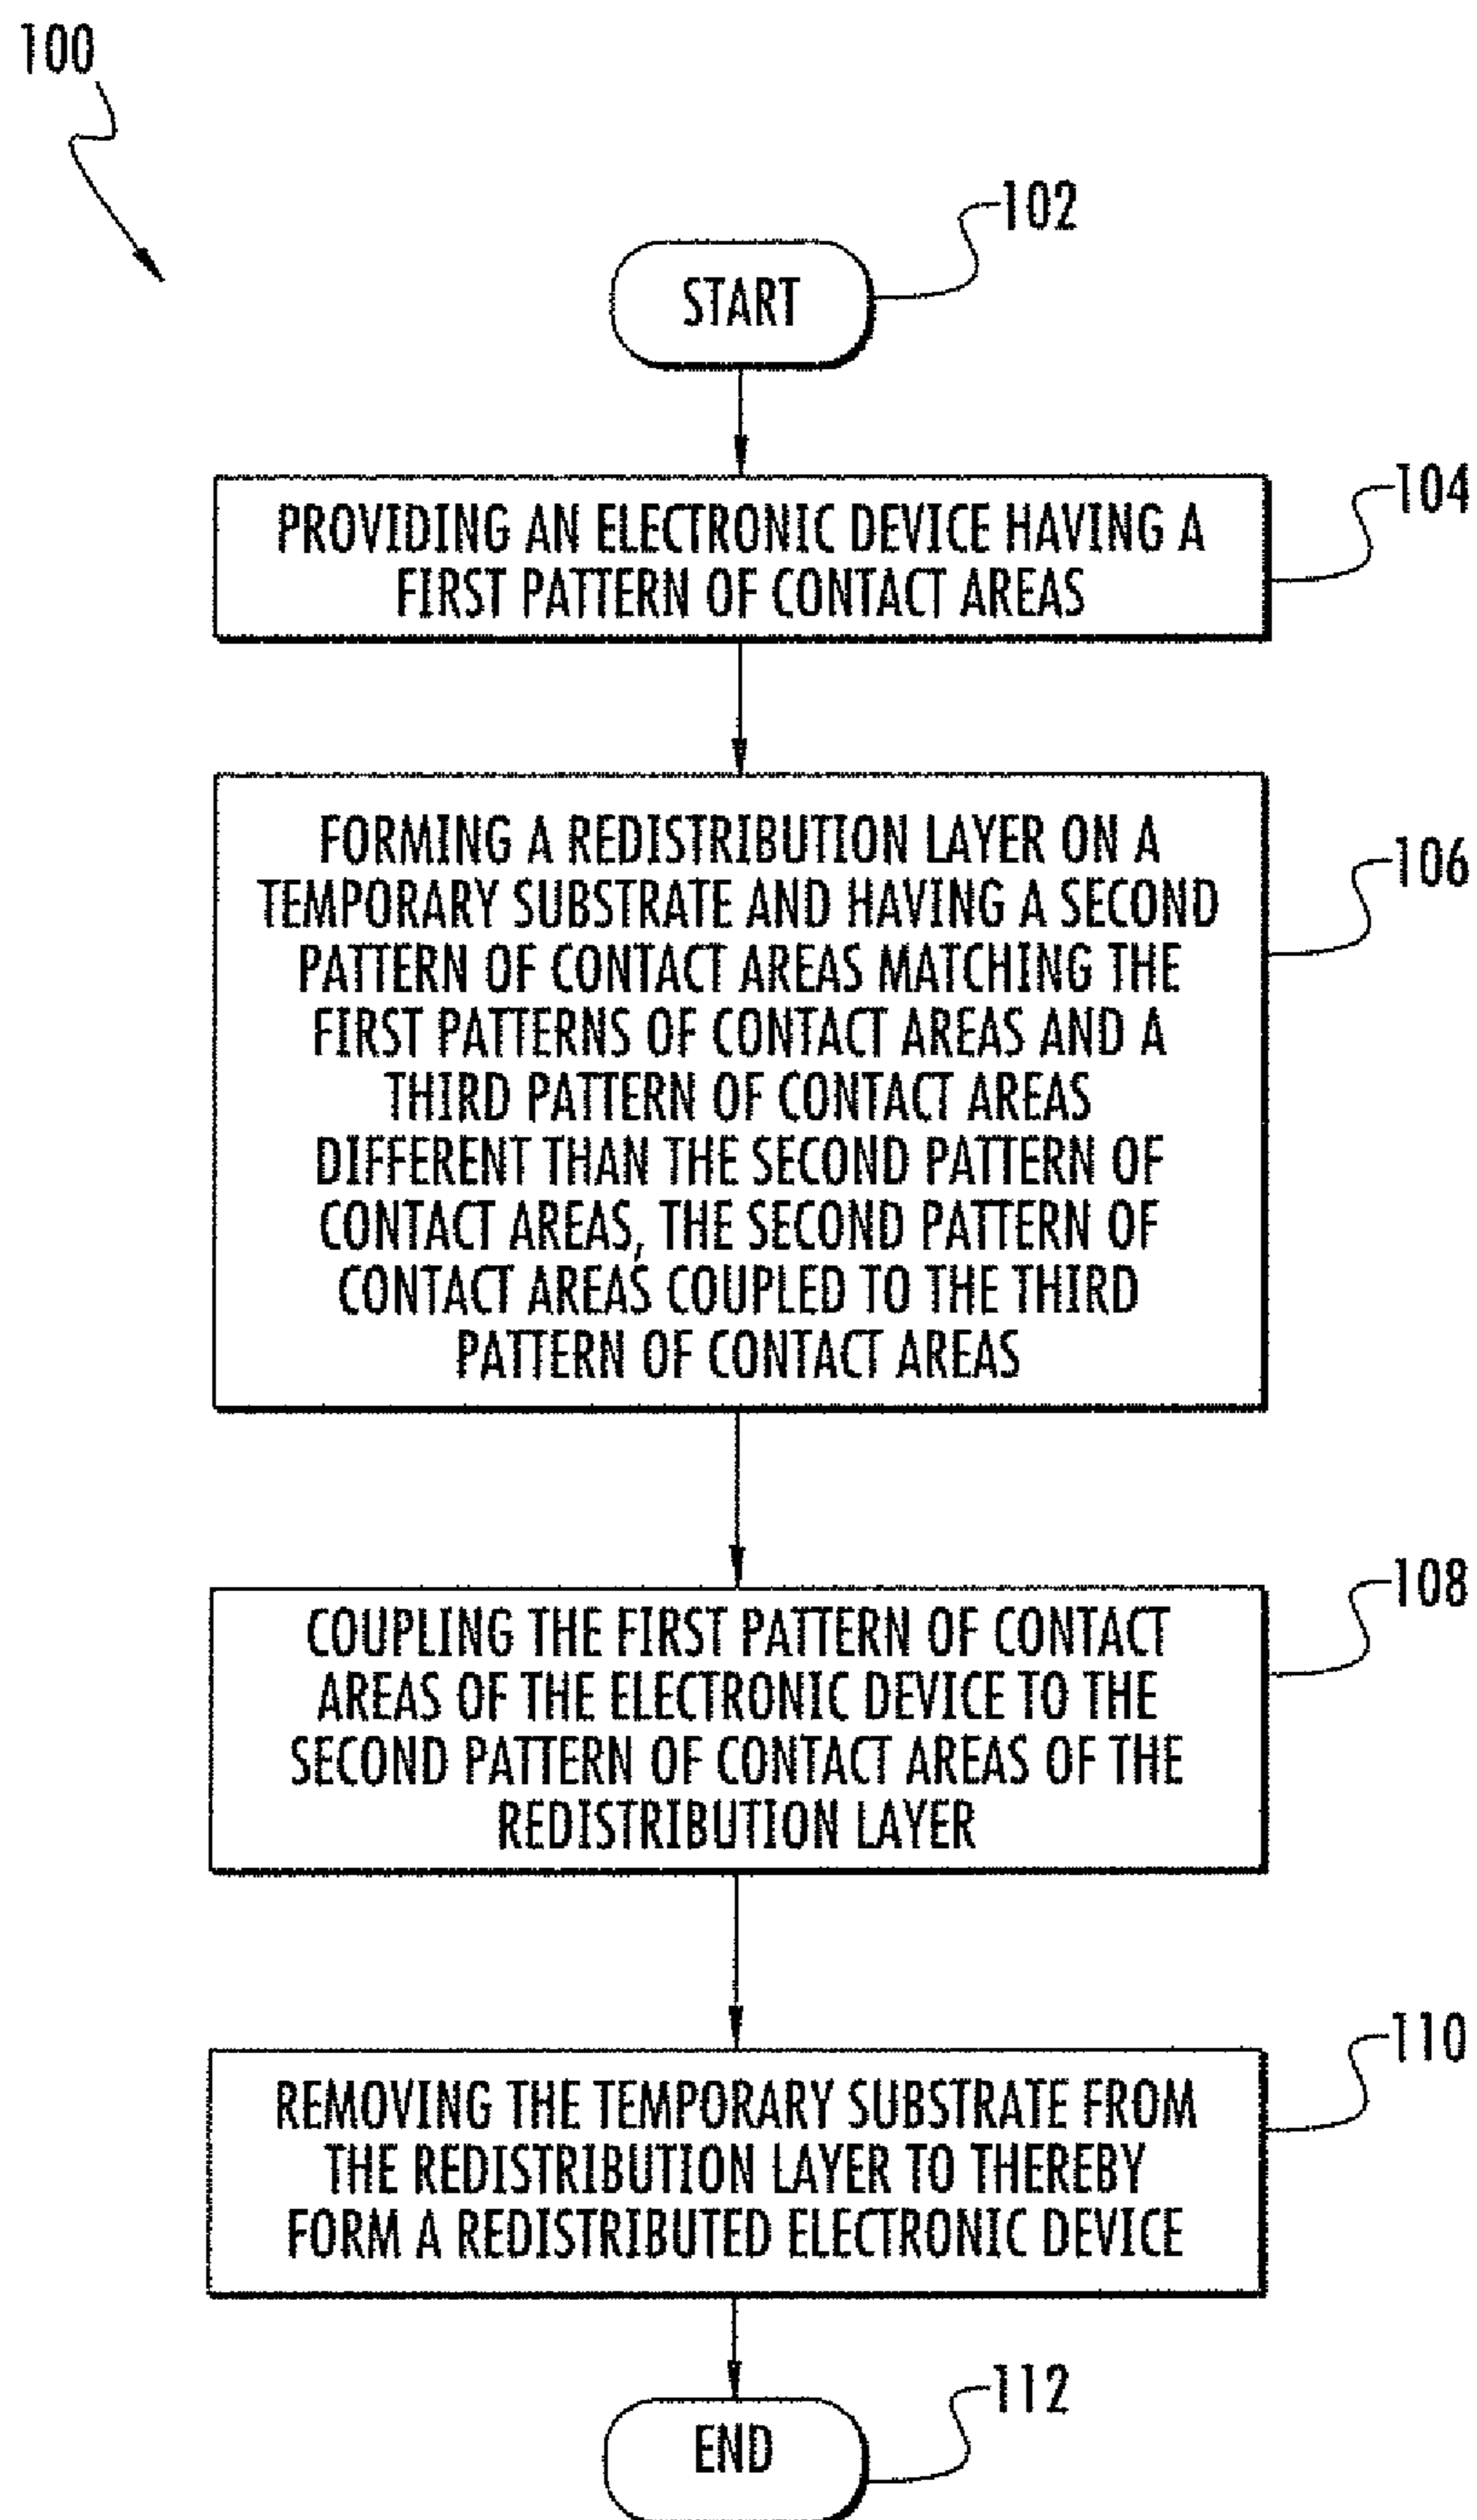 100
102
START
104
PROVIDING AN ELECTRONIC DEVICE HAVING A
FIRST PATTERN OF CONTACT AREAS
106
FORMING A REDISTRIBUTION LAYER ON A
TEMPORARY SUBSTRATE AND HAVING A SECOND
PATTERN OF CONTACT AREAS MATCHING THE
FIRST PATTERNS OF CONTACT AREAS AND A
THIRD PATTERN OF CONTACT AREAS
DIFFERENT THAN THE SECOND PATTERN OF
CONTACT AREAS, THE SECOND PATTERN OF
CONTACT AREAS COUPLED TO THE THIRD
PATTERN OF CONTACT AREAS
108
COUPLING THE FIRST PATTERN OF CONTACT
AREAS OF THE ELECTRONIC DEVICE TO THE
SECOND PATTERN OF CONTACT AREAS OF THE
REDISTRIBUTION LAYER
110
REMOVING THE TEMPORARY SUBSTRATE FROM
THE REDISTRIBUTION LAYER TO THEREBY
FORM A REDISTRIBUTED ELECTRONIC DEVICE
112
END